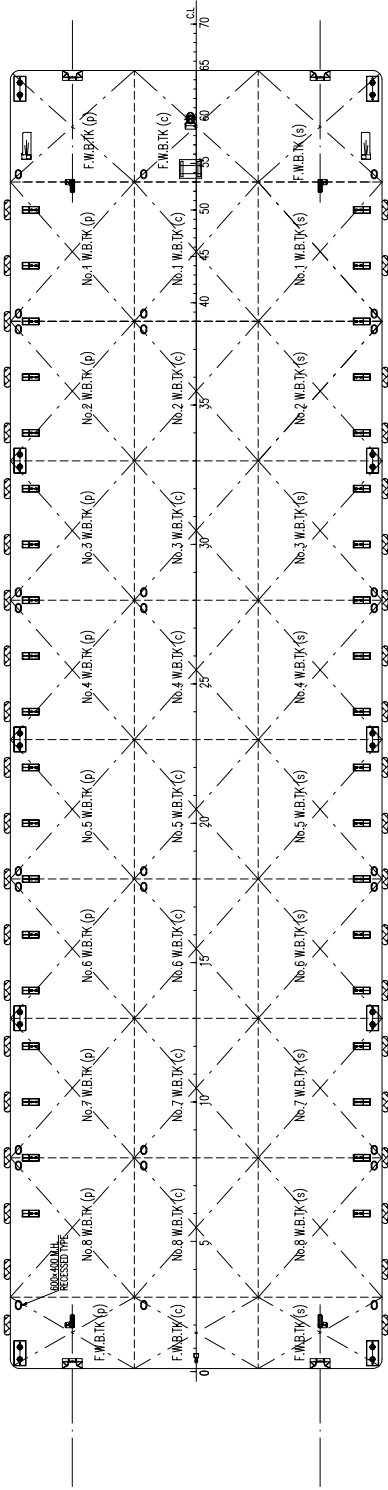 C.L
70
65
60
55
50
45
40
35
30
25
20
15
10
5
0
F.W.B.TK (p)
F.W.B.TK (c)
F.W.B.TK (s)
No.1 W.B.TK (p)
No.1 W.B.TK (c)
No.1 W.B.TK (s)
No.2 W.B.TK (p)
No.2 W.B.TK (c)
No.2 W.B.TK (s)
No.3 W.B.TK (p)
No.3 W.B.TK (c)
No.3 W.B.TK (s)
No.4 W.B.TK (p)
No.4 W.B.TK (c)
No.4 W.B.TK (s)
No.5 W.B.TK (p)
No.5 W.B.TK (c)
No.5 W.B.TK (s)
No.6 W.B.TK (p)
No.6 W.B.TK (c)
No.6 W.B.TK (s)
No.7 W.B.TK (p)
No.7 W.B.TK (c)
No.7 W.B.TK (s)
No.8 W.B.TK (p)
No.8 W.B.TK (c)
No.8 W.B.TK (s)
600x400 M.H.
RECESSED TYPE
F.W.B.TK (p)
F.W.B.TK (c)
F.W.B.TK (s)